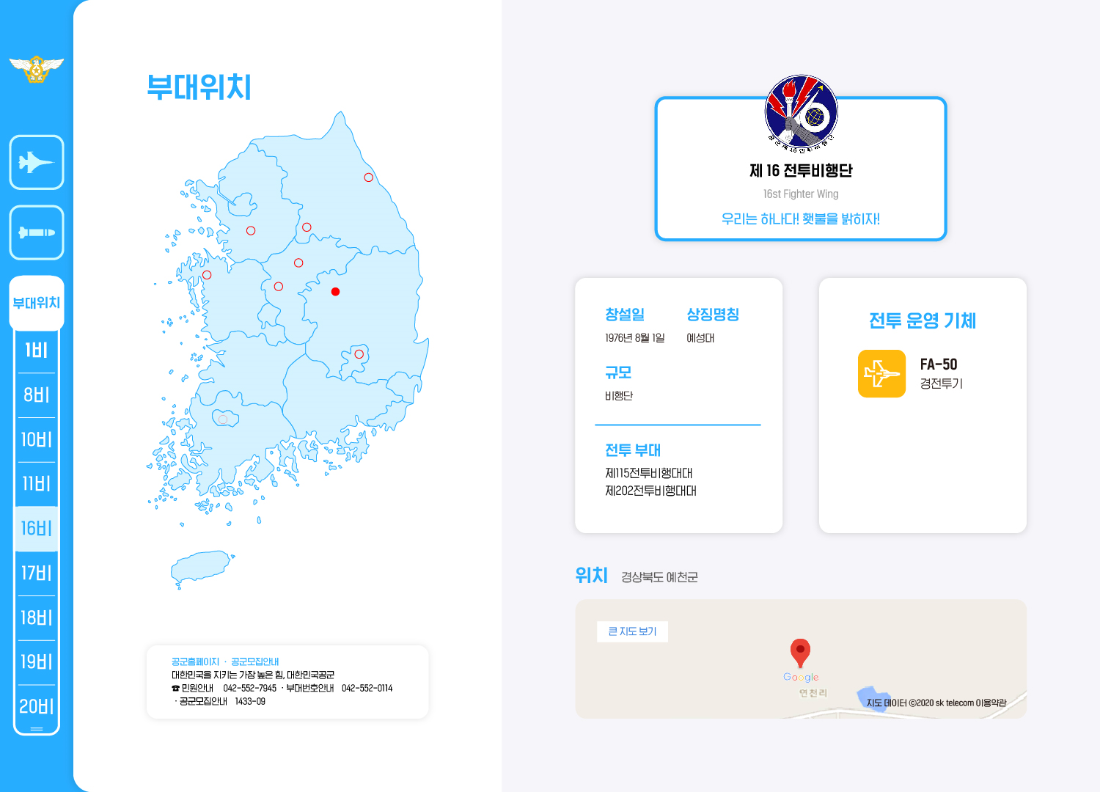 부대위치
부대위치
1비
8비
10비
11비
16비
17비
18비
19비
20비
공군홈페이지 · 공군모집안내
대한민국을 지키는 가장 높은 힘, 대한민국공군
☎ 민원안내 042-552-7945 · 부대번호안내 042-552-0114
· 공군모집안내 1433-09
제 16 전투비행단
16st Fighter Wing
우리는 하나다! 횃불을 밝히자!
창설일 상징명칭
1976년 8월 1일 예성대
규모
비행단
전투 부대
제115전투비행대대
제202전투비행대대
전투 운영 기체
FA-50
경전투기
위치 경상북도 예천군
큰 지도 보기
Google
연천리
지도 데이터 ©2020 sk telecom 이용약관